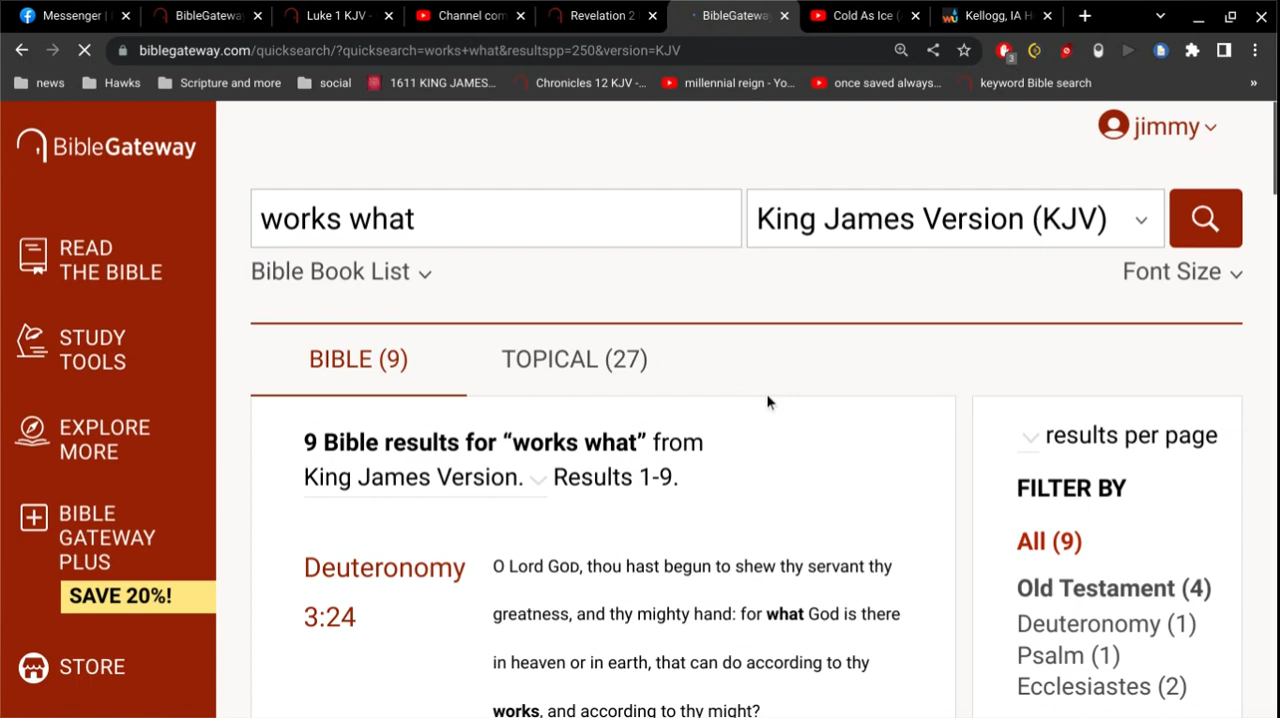 Messenger |
BibleGateway
Luke 1 KJV -
Channel com
Revelation 2
BibleGateway
Cold As Ice (
Kellogg, IA H
biblegateway.com/quicksearch/?quicksearch=works+what&resultspp=250&version=KJV
3
news
Hawks
Scripture and more
social
1611 KING JAMES...
Chronicles 12 KJV -...
millennial reign - Yo...
once saved always...
keyword Bible search
»
BibleGateway
jimmy
works what
King James Version (KJV)
Bible Book List
Font Size
READ
THE BIBLE
STUDY
TOOLS
EXPLORE
MORE
BIBLE
GATEWAY
PLUS
SAVE 20%!
STORE
BIBLE (9)
TOPICAL (27)
9 Bible results for “works what” from
King James Version. Results 1-9.
Deuteronomy
3:24
O Lord GOD, thou hast begun to shew thy servant thy
greatness, and thy mighty hand: for what God is there
in heaven or in earth, that can do according to thy
works, and according to thy might?
results per page
FILTER BY
All (9)
Old Testament (4)
Deuteronomy (1)
Psalm (1)
Ecclesiastes (2)